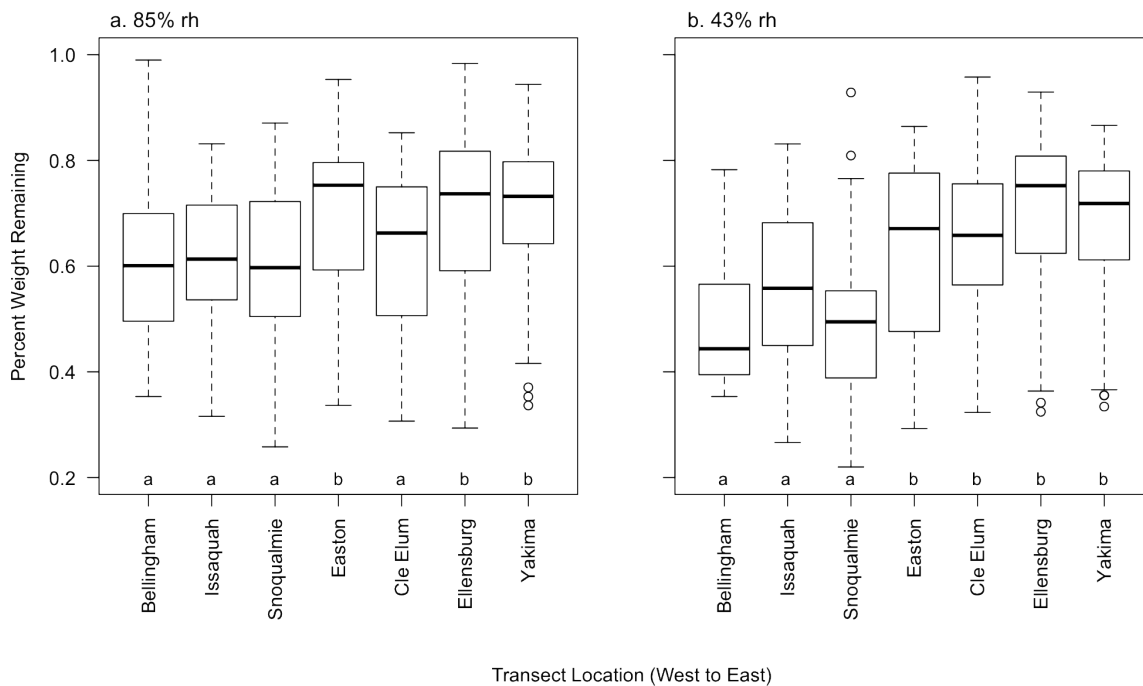 a. 85% rh
b. 43% rh
Percent Weight Remaining
1.0
0.8
0.6
0.4
0.2
a a a b a b b
a a a b b b b
Bellingham
Issaquah
Snoqualmie
Easton
Cle Elum
Ellensburg
Yakima
Bellingham
Issaquah
Snoqualmie
Easton
Cle Elum
Ellensburg
Yakima
Transect Location (West to East)